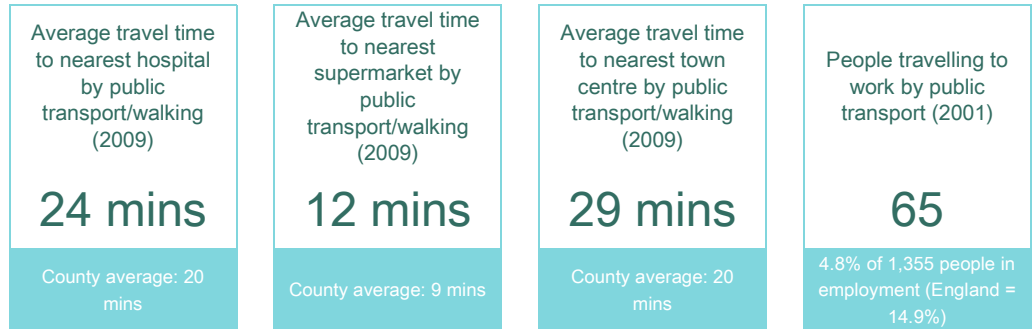 Average travel time
to nearest hospital
by public
transport/walking
(2009)
24 mins
County average: 20
mins
Average travel time
to nearest
supermarket by
public
transport/walking
(2009)
12 mins
County average: 9 mins
Average travel time
to nearest town
centre by public
transport/walking
(2009)
29 mins
County average: 20
mins
People travelling to
work by public
transport (2001)
65
4.8% of 1,355 people in
employment (England =
14.9%)